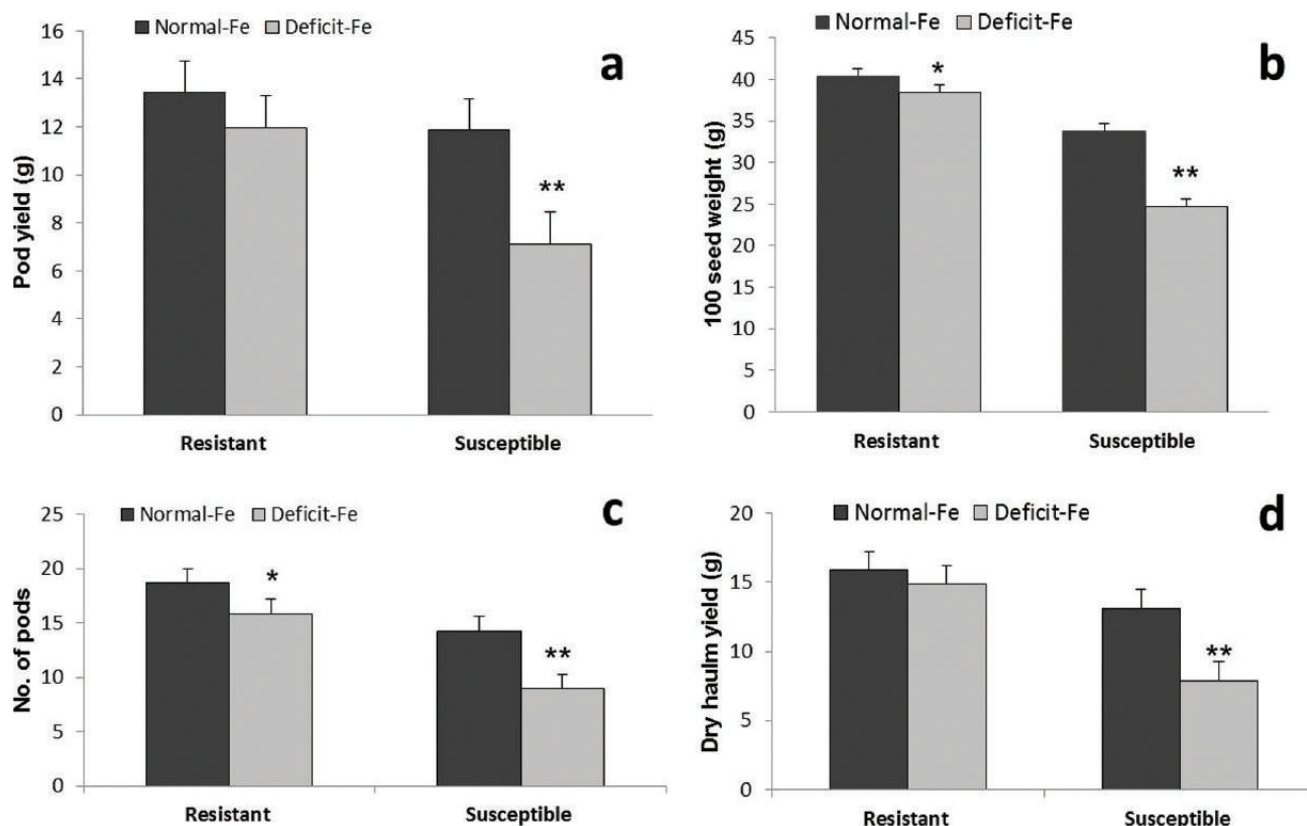 Normal-Fe Deficit-Fe
a
Pod yield (g)
16
14
12
10
8
6
4
2
0
**
Resistant Susceptible
Normal-Fe Deficit-Fe
b
100 seed weight (g)
45
40
35
30
25
20
15
10
5
0
*
**
Resistant Susceptible
Normal-Fe Deficit-Fe
c
No. of pods
25
20
15
10
5
0
*
**
Resistant Susceptible
Normal-Fe Deficit-Fe
d
Dry haulm yield (g)
20
15
10
5
0
**
Resistant Susceptible